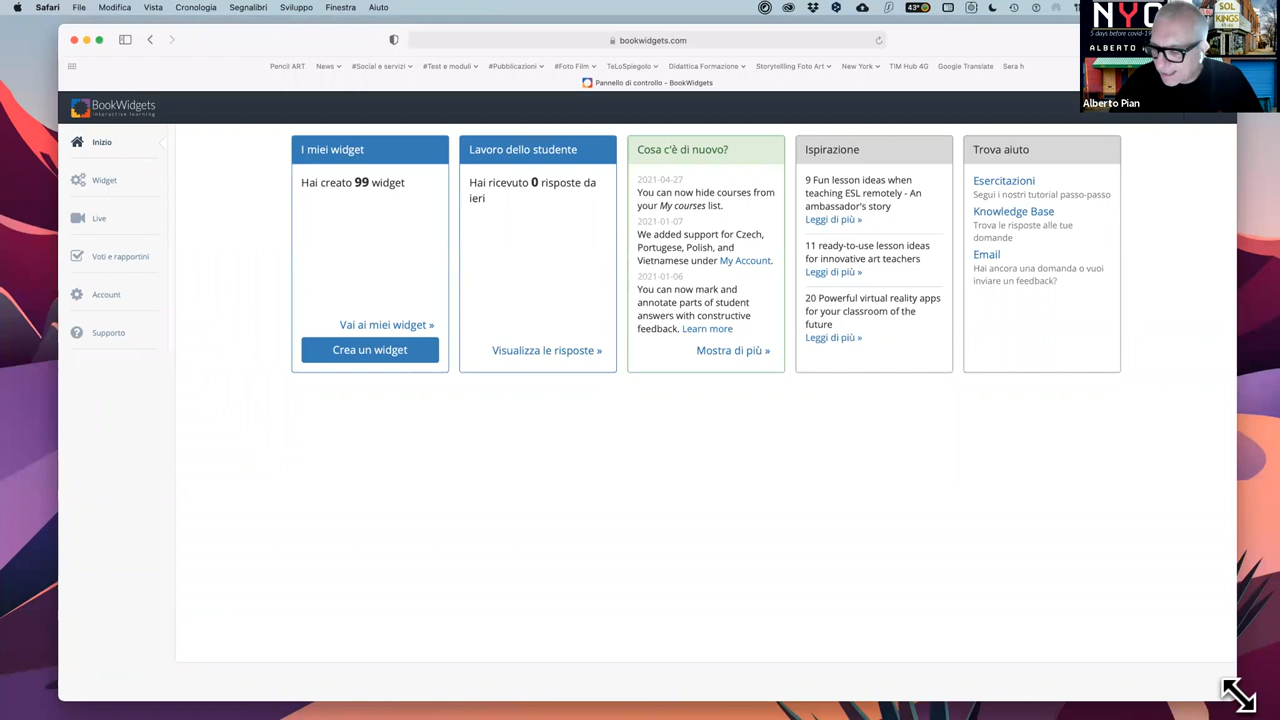 Safari File Modifica Vista Cronologia Segnalibri Sviluppo Finestra Aiuto
43°
bookwidgets.com
Pencil ART News #Social e servizi #Test e moduli #Pubblicazioni #Foto Film TeLoSpiegolo Didattica Formazione Storytellling Foto Art New York TIM Hub 4G Google Translate Sera h
Pannello di controllo – BookWidgets
5 days before covid-19
SOL
KINGS
Alberto Pian
BookWidgets
interactive learning
Inizio
Widget
Live
Voti e rapportini
Account
Supporto
I miei widget
Hai creato 99 widget
Vai ai miei widget »
Crea un widget
Lavoro dello studente
Hai ricevuto 0 risposte da
ieri
Visualizza le risposte »
Cosa c'è di nuovo?
2021-04-27
You can now hide courses from
your My courses list.
2021-01-07
We added support for Czech,
Portugese, Polish, and
Vietnamese under My Account.
2021-01-06
You can now mark and
annotate parts of student
answers with constructive
feedback. Learn more
Mostra di più »
Ispirazione
9 Fun lesson ideas when
teaching ESL remotely - An
ambassador's story
Leggi di più »
11 ready-to-use lesson ideas
for innovative art teachers
Leggi di più »
20 Powerful virtual reality apps
for your classroom of the
future
Leggi di più »
Trova aiuto
Esercitazioni
Segui i nostri tutorial passo-passo
Knowledge Base
Trova le risposte alle tue
domande
Email
Hai ancora una domanda o vuoi
inviare un feedback?